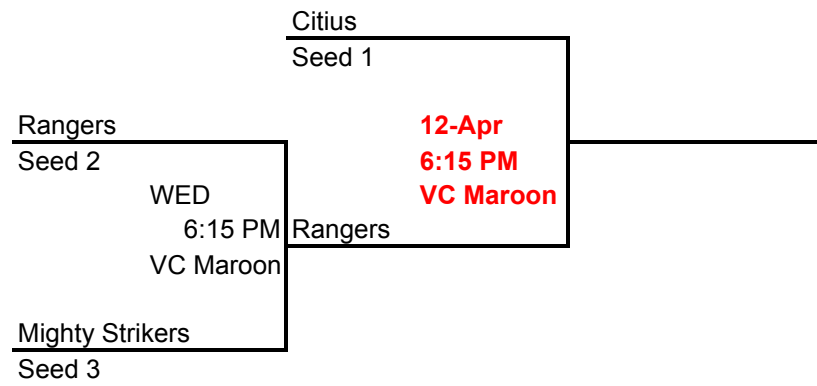 Citius
Seed 1
Rangers
12-Apr
Seed 2
6:15 PM
WED
VC Maroon
6:15 PM
Rangers
VC Maroon
Mighty Strikers
Seed 3